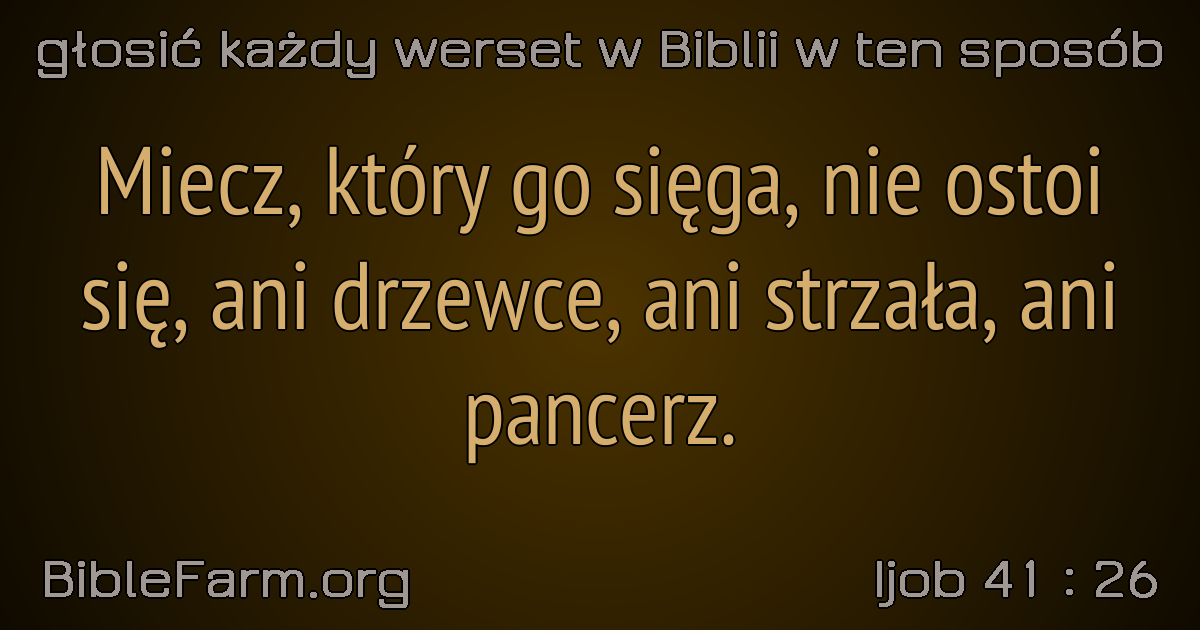 głosić każdy werset w Biblii w ten sposób
Miecz, który go sięga, nie ostoi
się, ani drzewce, ani strzała, ani
pancerz.
BibleFarm.org
Ijob 41 : 26